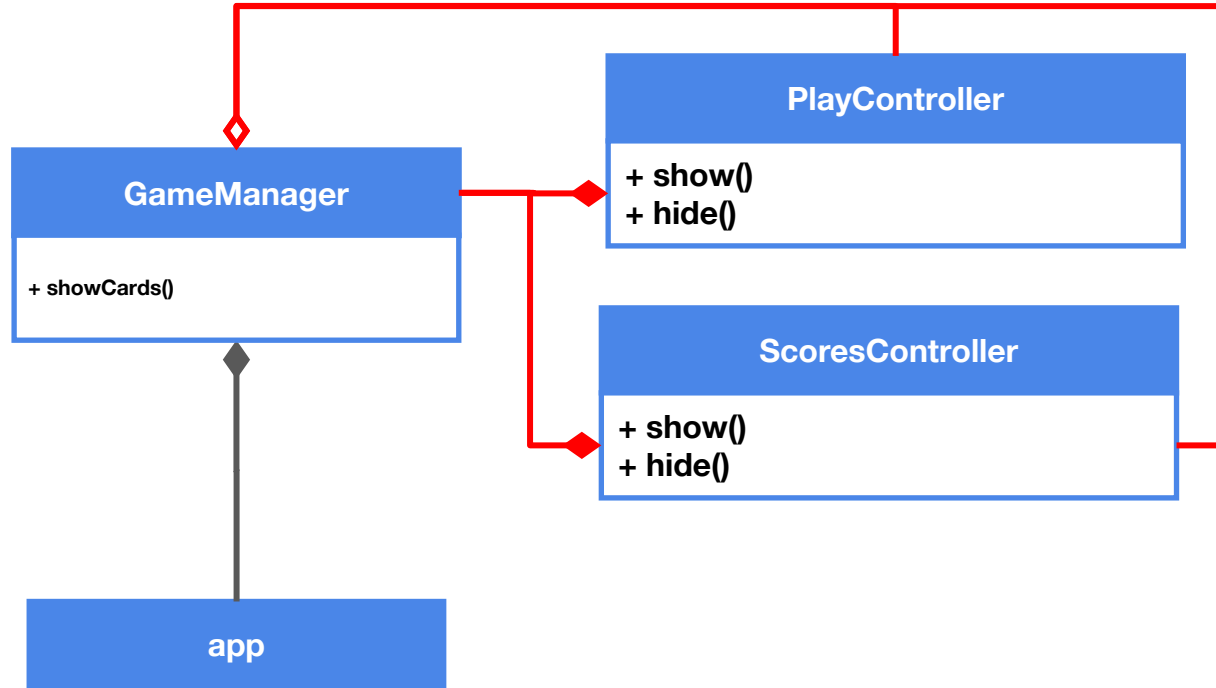 PlayController
+ show()
+ hide()
GameManager
+ showCards()
ScoresController
+ show()
+ hide()
app